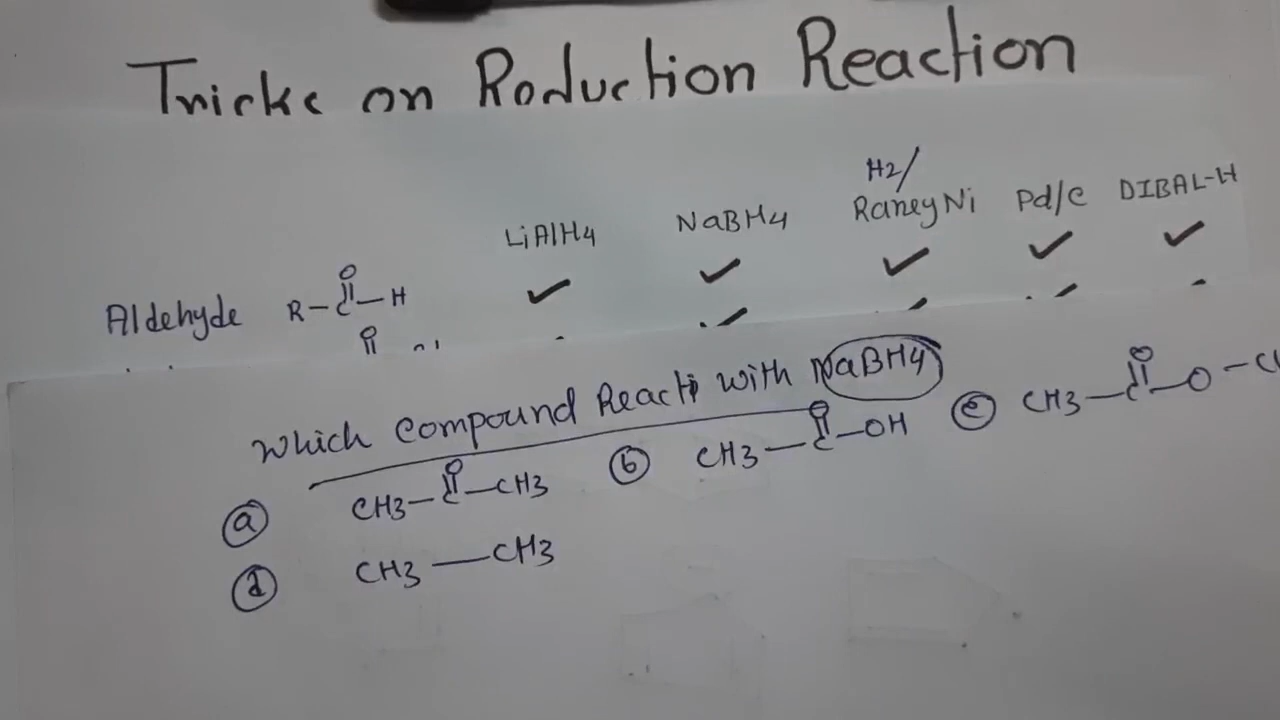 Tricks on Reduction Reaction
LiAlH4 NaBH4 H2/ Raney Ni Pd/C DIBAL-H
Aldehyde R-C-H ✓ ✓ ✓ ✓ ✓
O
Which Compound Reacti with NaBH4
(a) CH3-C-CH3 (b) CH3-C-OH (c) CH3-C-O-
O O O
(d) CH3-CH3